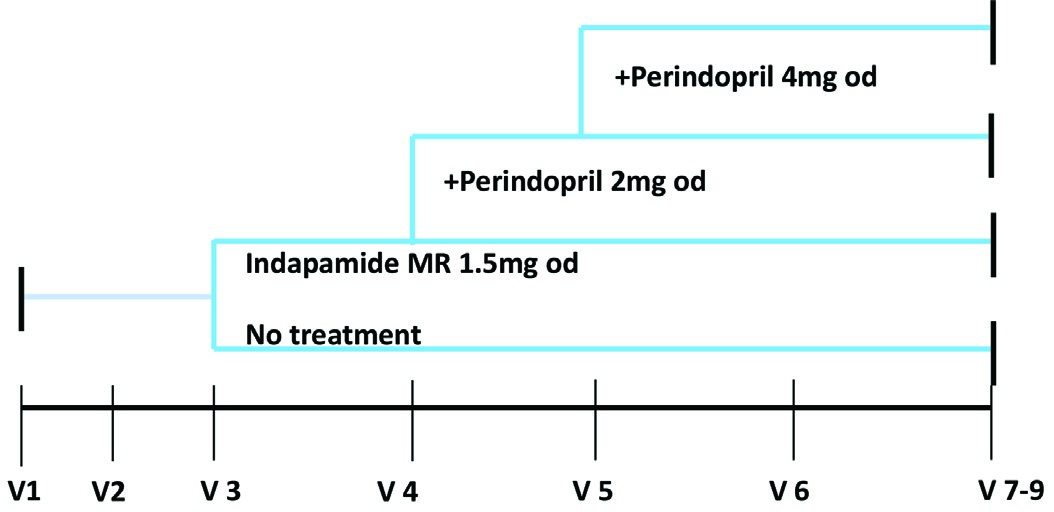 +Perindopril 4mg od
+Perindopril 2mg od
Indapamide MR 1.5mg od
No treatment
V1 V2 V 3 V 4 V 5 V 6 V 7-9